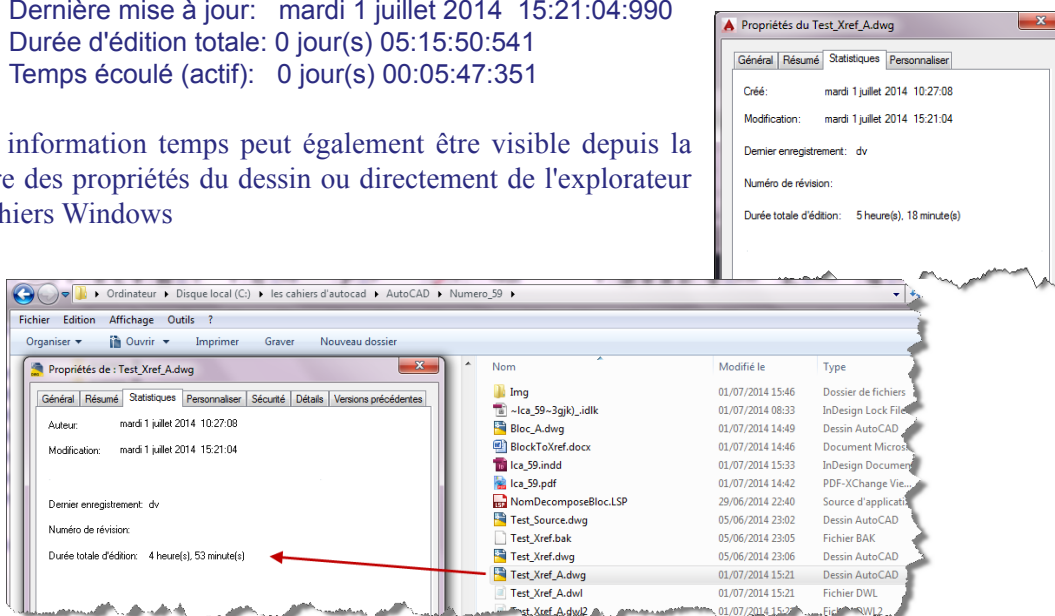 Dernière mise à jour: mardi 1 juillet 2014 15:21:04:990
Durée d'édition totale: 0 jour(s) 05:15:50:541
Temps écoulé (actif): 0 jour(s) 00:05:47:351
information temps peut également être visible depuis la
des propriétés du dessin ou directement de l'explorateur
Windows
Propriétés du Test_Xref_A.dwg
Général Résumé Statistiques Personnaliser
Créé: mardi 1 juillet 2014 10:27:08
Modification: mardi 1 juillet 2014 15:21:04
Dernier enregistrement: dv
Numéro de révision:
Durée totale d'édition: 5 heure(s), 18 minute(s)
Ordinateur Disque local (C:) les cahiers d'autocad AutoCAD Numero_59
Fichier Edition Affichage Outils ?
Organiser Ouvrir Imprimer Graver Nouveau dossier
Propriétés de : Test_Xref_A.dwg
Général Résumé Statistiques Personnaliser Sécurité Détails Versions précédentes
Auteur: mardi 1 juillet 2014 10:27:08
Modification: mardi 1 juillet 2014 15:21:04
Dernier enregistrement: dv
Numéro de révision:
Durée totale d'édition: 4 heure(s), 53 minute(s)
Nom Modifié le Type
Img 01/07/2014 15:46 Dossier de fichiers
~lca_59~3gjk)_.idlk 01/07/2014 08:33 InDesign Lock File
Bloc_A.dwg 01/07/2014 14:49 Dessin AutoCAD
BlockToXref.docx 01/07/2014 14:46 Document
lca_59.indd 01/07/2014 15:33 InDesign
lca_59.pdf 01/07/2014 14:42 PDF-XChange Vie...
NomDecomposeBloc.LSP 29/06/2014 22:40 Source
Test_Source.dwg 05/06/2014 23:02 Dessin AutoCAD
Test_Xref.bak 05/06/2014 23:05 Fichier BAK
Test_Xref.dwg 05/06/2014 23:06 Dessin AutoCAD
Test_Xref_A.dwg 01/07/2014 15:21 Dessin AutoCAD
Test_Xref_A.dwl 01/07/2014 15:21 Fichier DWL
Test_Xref_A.dwl2 01/07/2014 DWL2